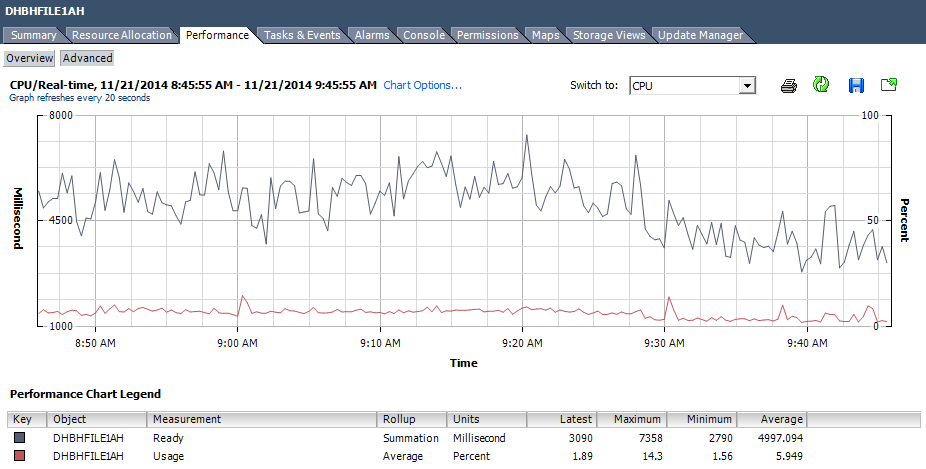 DHBHFILE1AH
Summary Resource Allocation Performance Tasks & Events Alarms Console Permissions Maps Storage Views Update Manager
Overview Advanced
CPU/Real-time, 11/21/2014 8:45:55 AM - 11/21/2014 9:45:55 AM Chart Options... Switch to: CPU
Graph refreshes every 20 seconds
8000 100
Millisecond
4500 50
Percent
1000 0
8:50 AM 9:00 AM 9:10 AM 9:20 AM 9:30 AM 9:40 AM
Time
Performance Chart Legend
Key Object Measurement Rollup Units Latest Maximum Minimum Average
DHBHFILE1AH Ready Summation Millisecond 3090 7358 2790 4997.094
DHBHFILE1AH Usage Average Percent 1.89 14.3 1.56 5.949